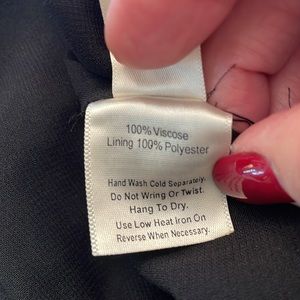 100% Viscose
Lining 100% Polyester
Hand Wash Cold Separately.
Do Not Wring Or Twist.
Hang To Dry.
Use Low Heat Iron On
Reverse When Necessary.